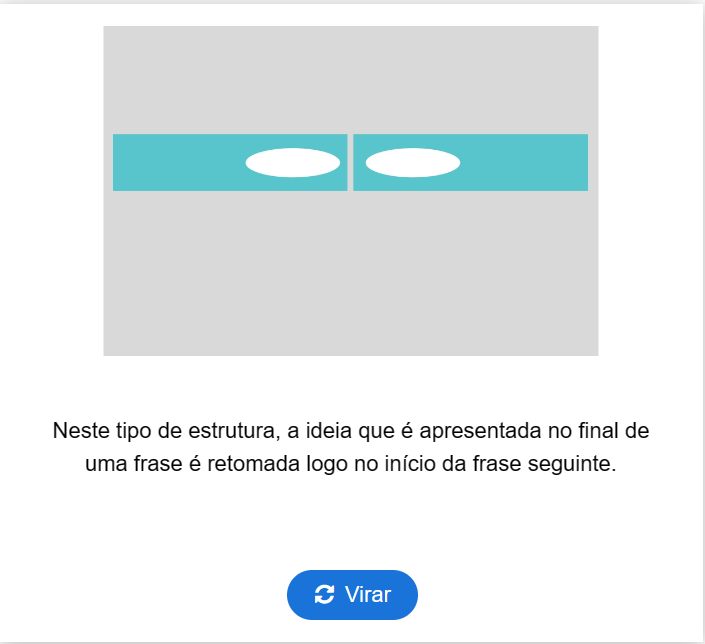 Neste tipo de estrutura, a ideia que é apresentada no final de
uma frase é retomada logo no início da frase seguinte.
Virar